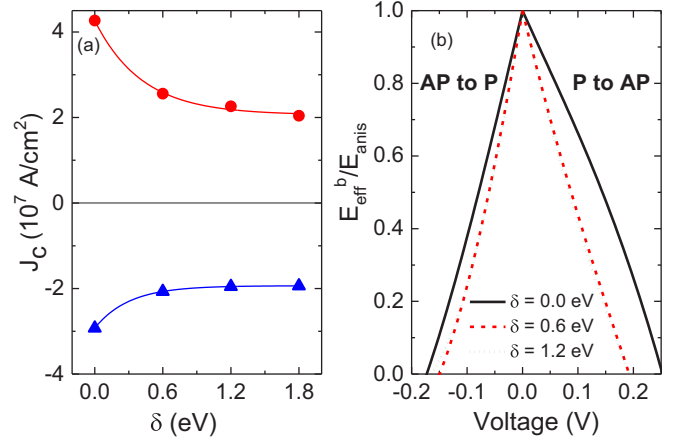 (a)
4
2
0
-2
-4
J_C (10^7 A/cm^2)
0.0 0.6 1.2 1.8
δ (eV)
(b)
AP to P P to AP
1.0
0.8
0.6
0.4
0.2
0.0
E_eff^b/E_anis
δ = 0.0 eV
δ = 0.6 eV
δ = 1.2 eV
-0.2 -0.1 0.0 0.1 0.2
Voltage (V)